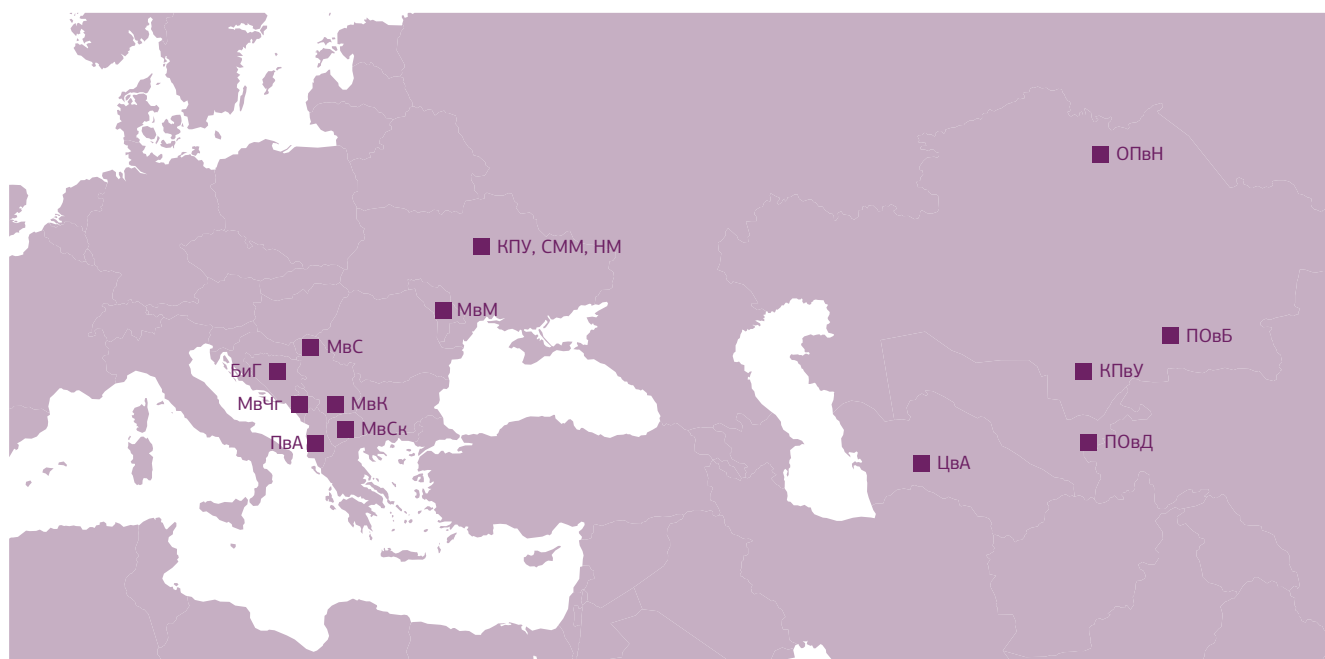 ОПвН
КПУ, СММ, НМ
МвМ
ПОвБ
МвС
БиГ
КПвУ
МвЧг
МвК
МвСк
ПвА
ПОвД
ЦвА